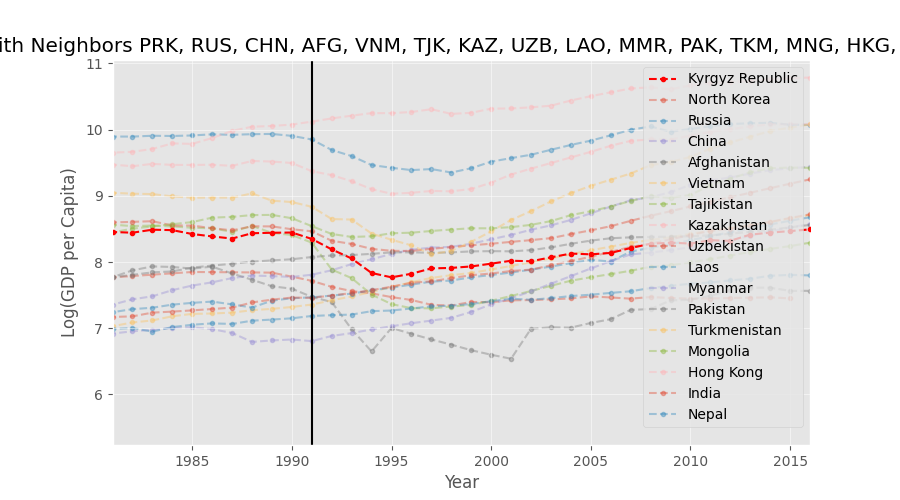 ith Neighbors PRK, RUS, CHN, AFG, VNM, TJK, KAZ, UZB, LAO, MMR, PAK, TKM, MNG, HKG,
11
10
9
8
7
6
Log(GDP per Capita)
Kyrgyz Republic
North Korea
Russia
China
Afghanistan
Vietnam
Tajikistan
Kazakhstan
Uzbekistan
Laos
Myanmar
Pakistan
Turkmenistan
Mongolia
Hong Kong
India
Nepal
1985 1990 1995 2000 2005 2010 2015
Year